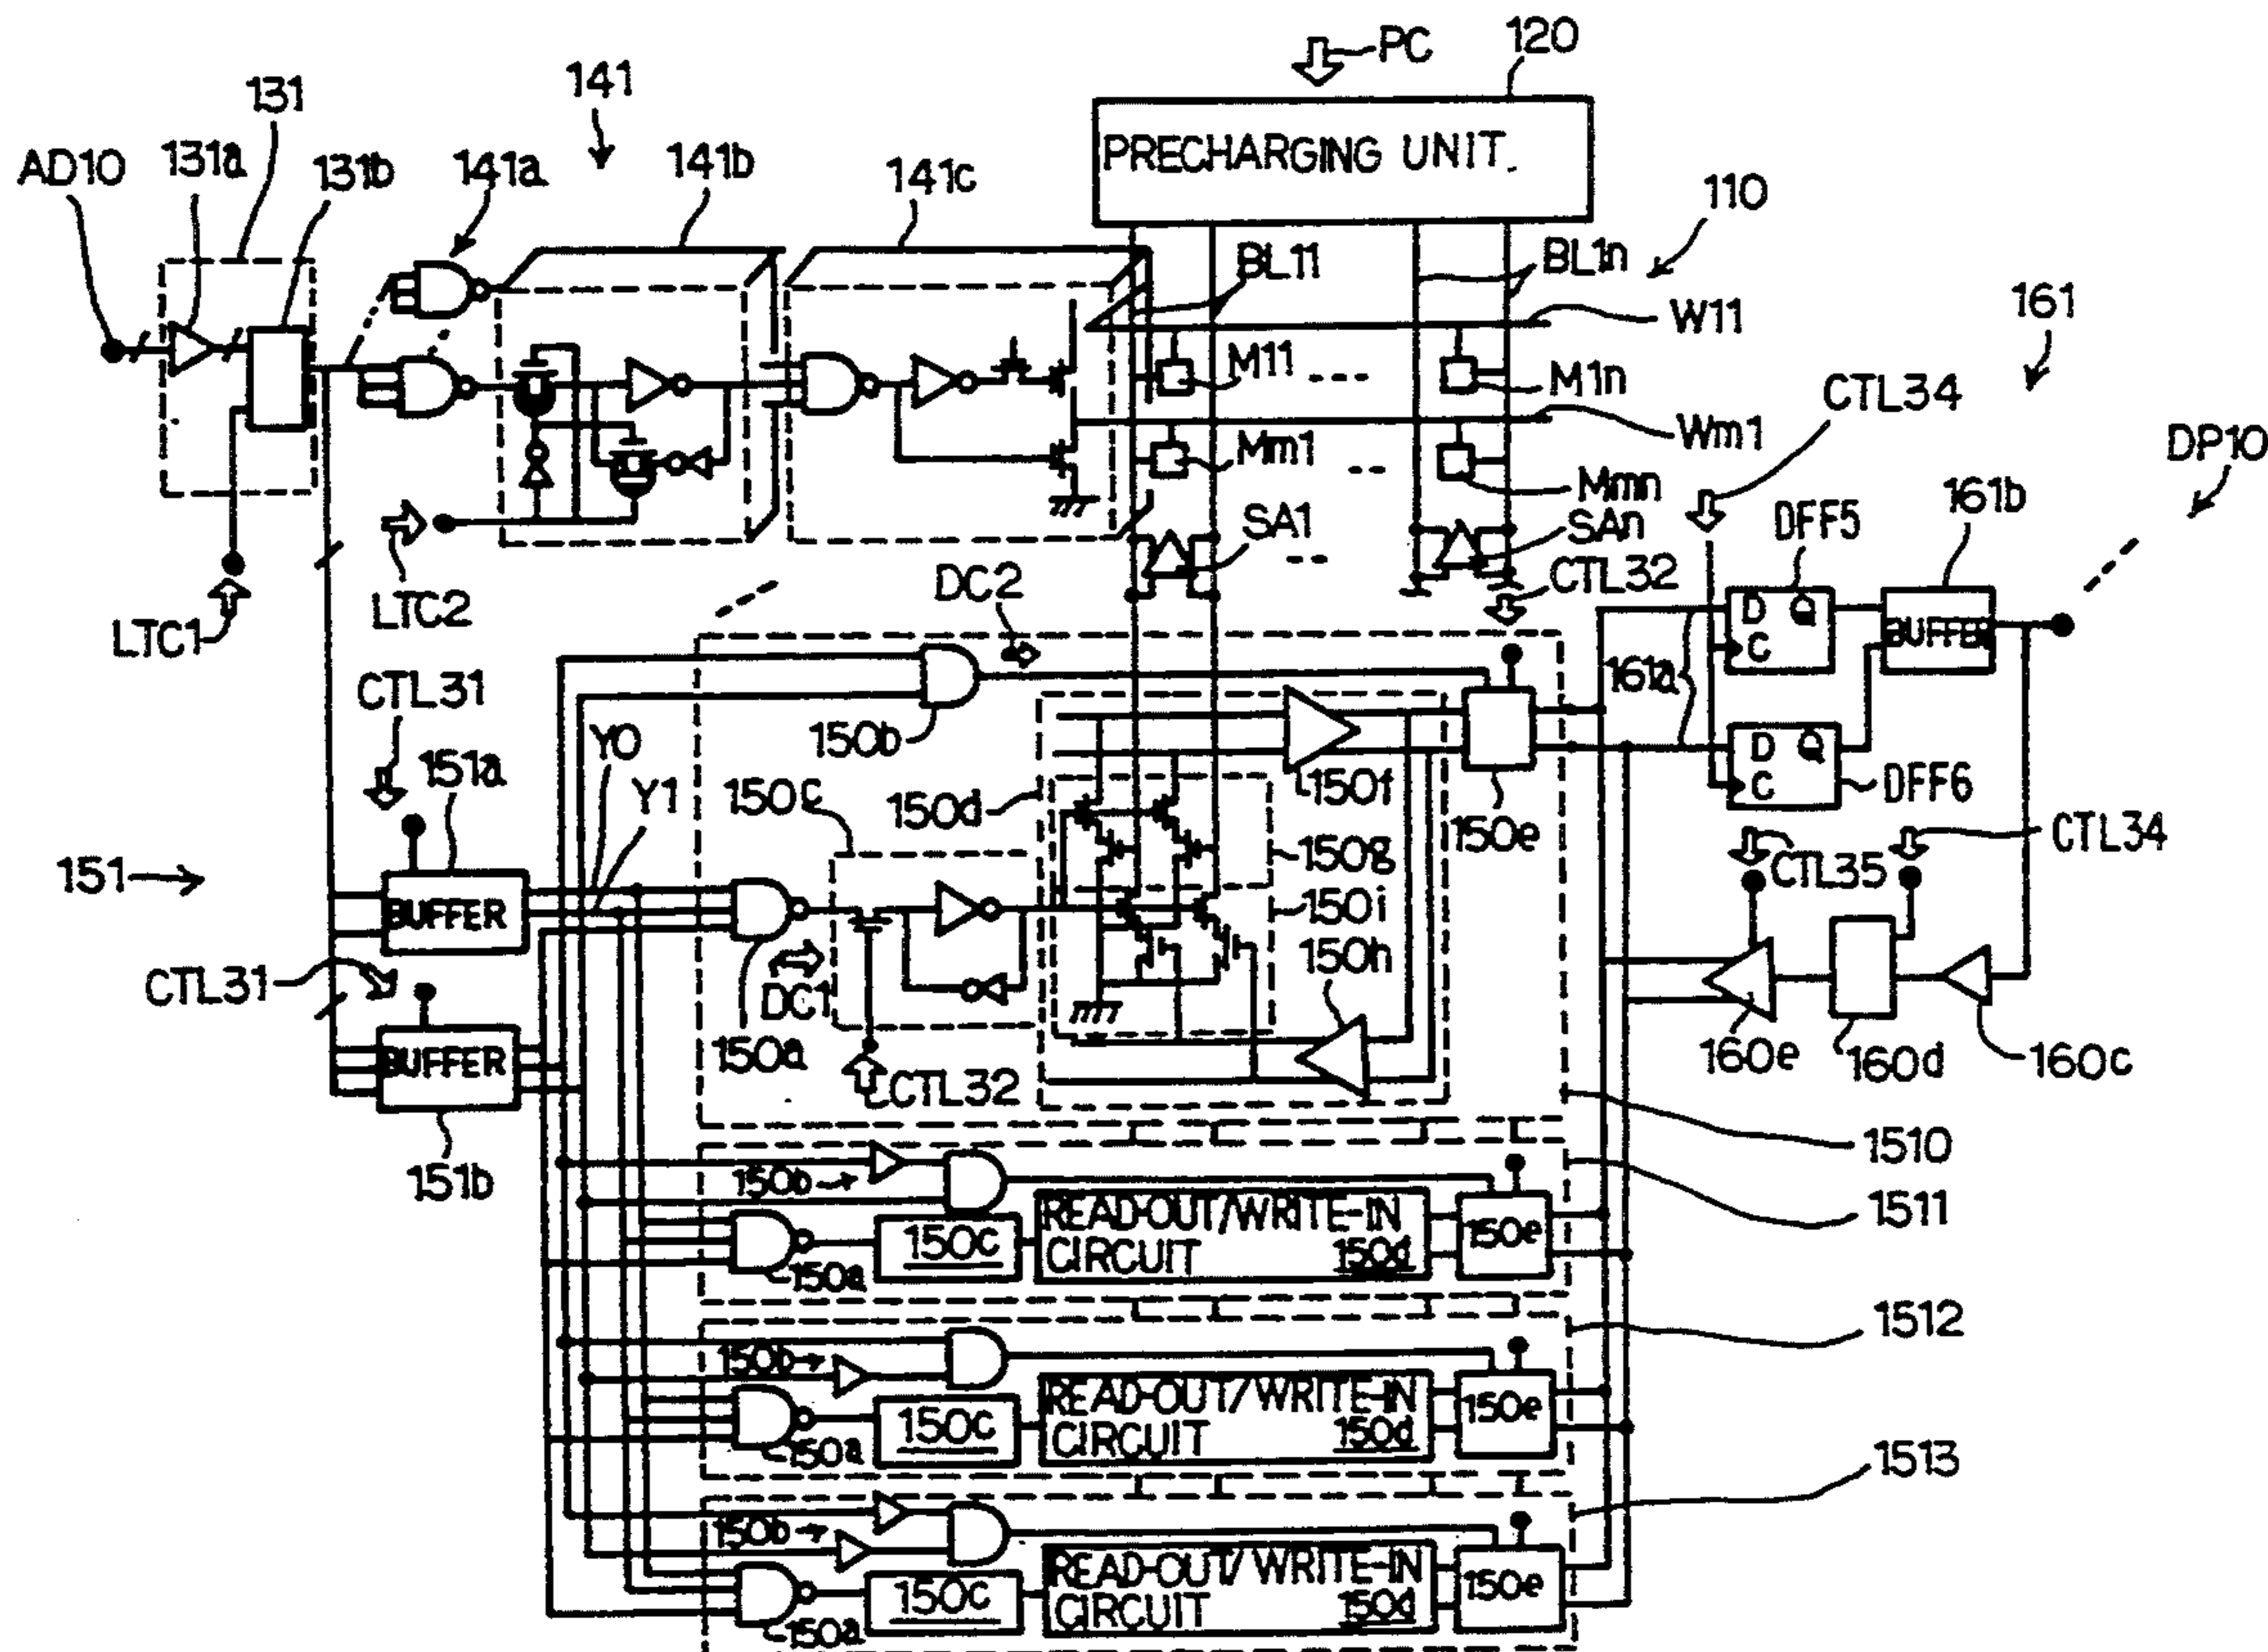 PC
120
141
131
PRECHARGING UNIT.
AD10
131a
131b
141a
141b
141c
110
BL11
BL1n
W11
161
M11
----
M1n
CTL34
Wm1
DP10
Mm1
--
Mmn
161b
SA1
--
SAn
DFF5
LTC1
LTC2
DC2
CTL32
D Q
C
BUFFER
161a
CTL31
Y0
150b
151a
Y1
150c
150d
150f
150e
D Q
C
DFF6
151
BUFFER
150g
CTL35
CTL34
150i
CTL31
DC1
150h
150a
BUFFER
CTL32
160e
160d
160c
151b
1510
150b
READ-OUT/WRITE-IN
CIRCUIT
150c
150d
150e
150a
1511
150b
READ-OUT/WRITE-IN
CIRCUIT
150c
150d
150e
150a
1512
150b
READ-OUT/WRITE-IN
CIRCUIT
150c
150d
150e
150a
1513